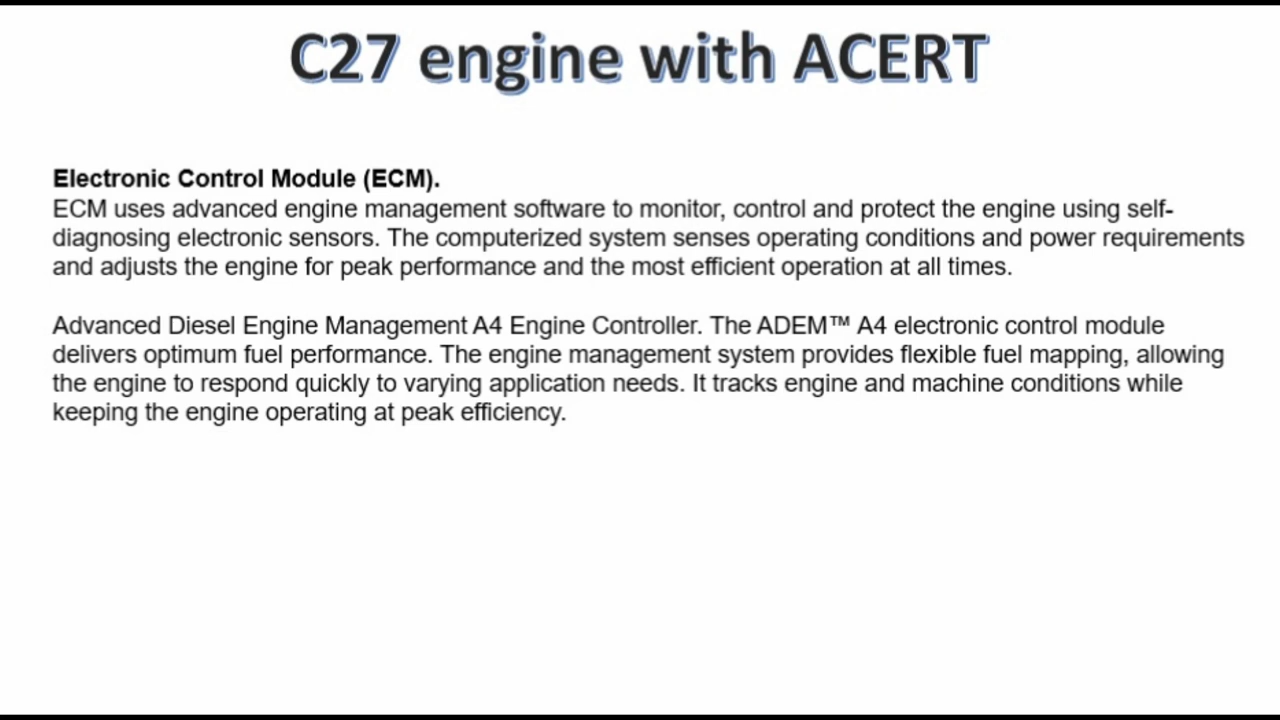 C27 engine with ACERT
Electronic Control Module (ECM).
ECM uses advanced engine management software to monitor, control and protect the engine using self-
diagnosing electronic sensors. The computerized system senses operating conditions and power requirements
and adjusts the engine for peak performance and the most efficient operation at all times.
Advanced Diesel Engine Management A4 Engine Controller. The ADEM™ A4 electronic control module
delivers optimum fuel performance. The engine management system provides flexible fuel mapping, allowing
the engine to respond quickly to varying application needs. It tracks engine and machine conditions while
keeping the engine operating at peak efficiency.